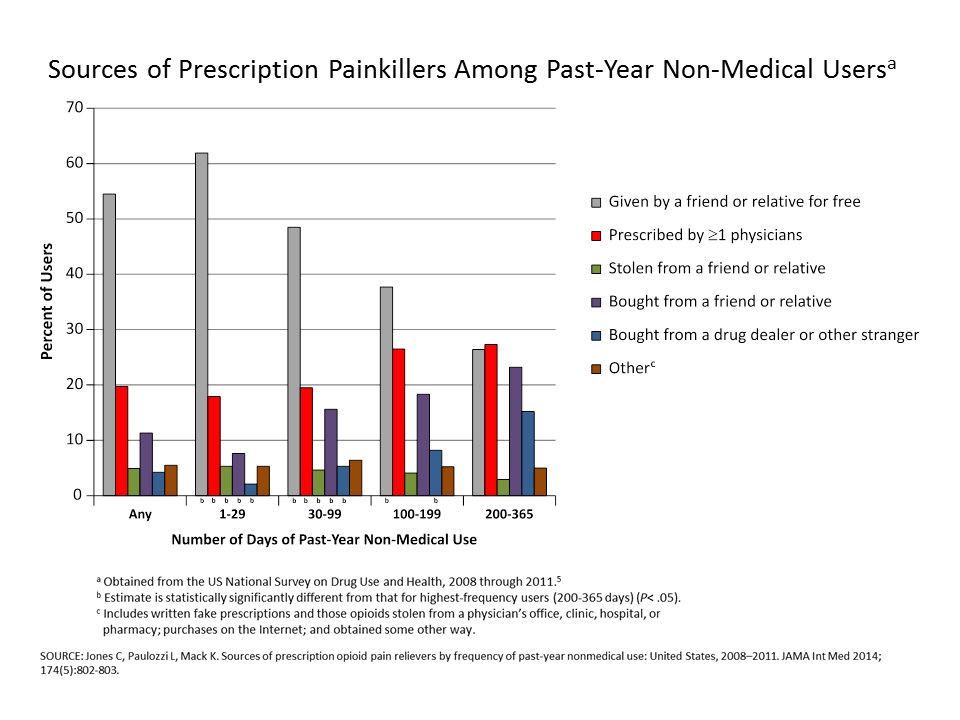 Sources of Prescription Painkillers Among Past-Year Non-Medical Usersᵃ
70
60
50
40
30
20
10
0
Percent of Users
Given by a friend or relative for free
Prescribed by ≥1 physicians
Stolen from a friend or relative
Bought from a friend or relative
Bought from a drug dealer or other stranger
Otherᶜ
b b b b b b b b b b b b
Any 1-29 30-99 100-199 200-365
Number of Days of Past-Year Non-Medical Use
ᵃ Obtained from the US National Survey on Drug Use and Health, 2008 through 2011.⁵
ᵇ Estimate is statistically significantly different from that for highest-frequency users (200-365 days) (P< .05).
ᶜ Includes written fake prescriptions and those opioids stolen from a physician's office, clinic, hospital, or
pharmacy; purchases on the Internet; and obtained some other way.
SOURCE: Jones C, Paulozzi L, Mack K. Sources of prescription opioid pain relievers by frequency of past-year nonmedical use: United States, 2008–2011. JAMA Int Med 2014;
174(5):802-803.